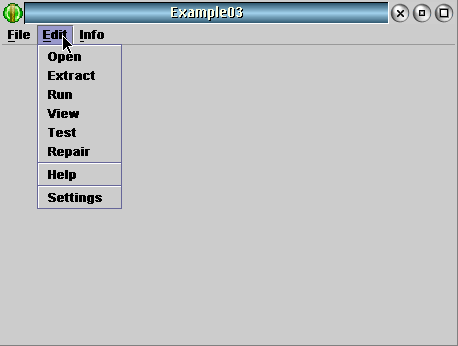 Example03
File Edit Info
Open
Extract
Run
View
Test
Repair
Help
Settings